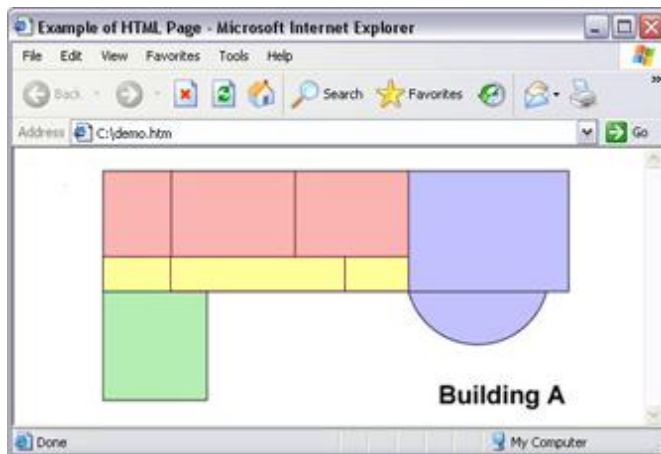 Example of HTML Page - Microsoft Internet Explorer
File Edit View Favorites Tools Help
Back Search Favorites »
Address C:\demo.htm Go
Building A
Done My Computer